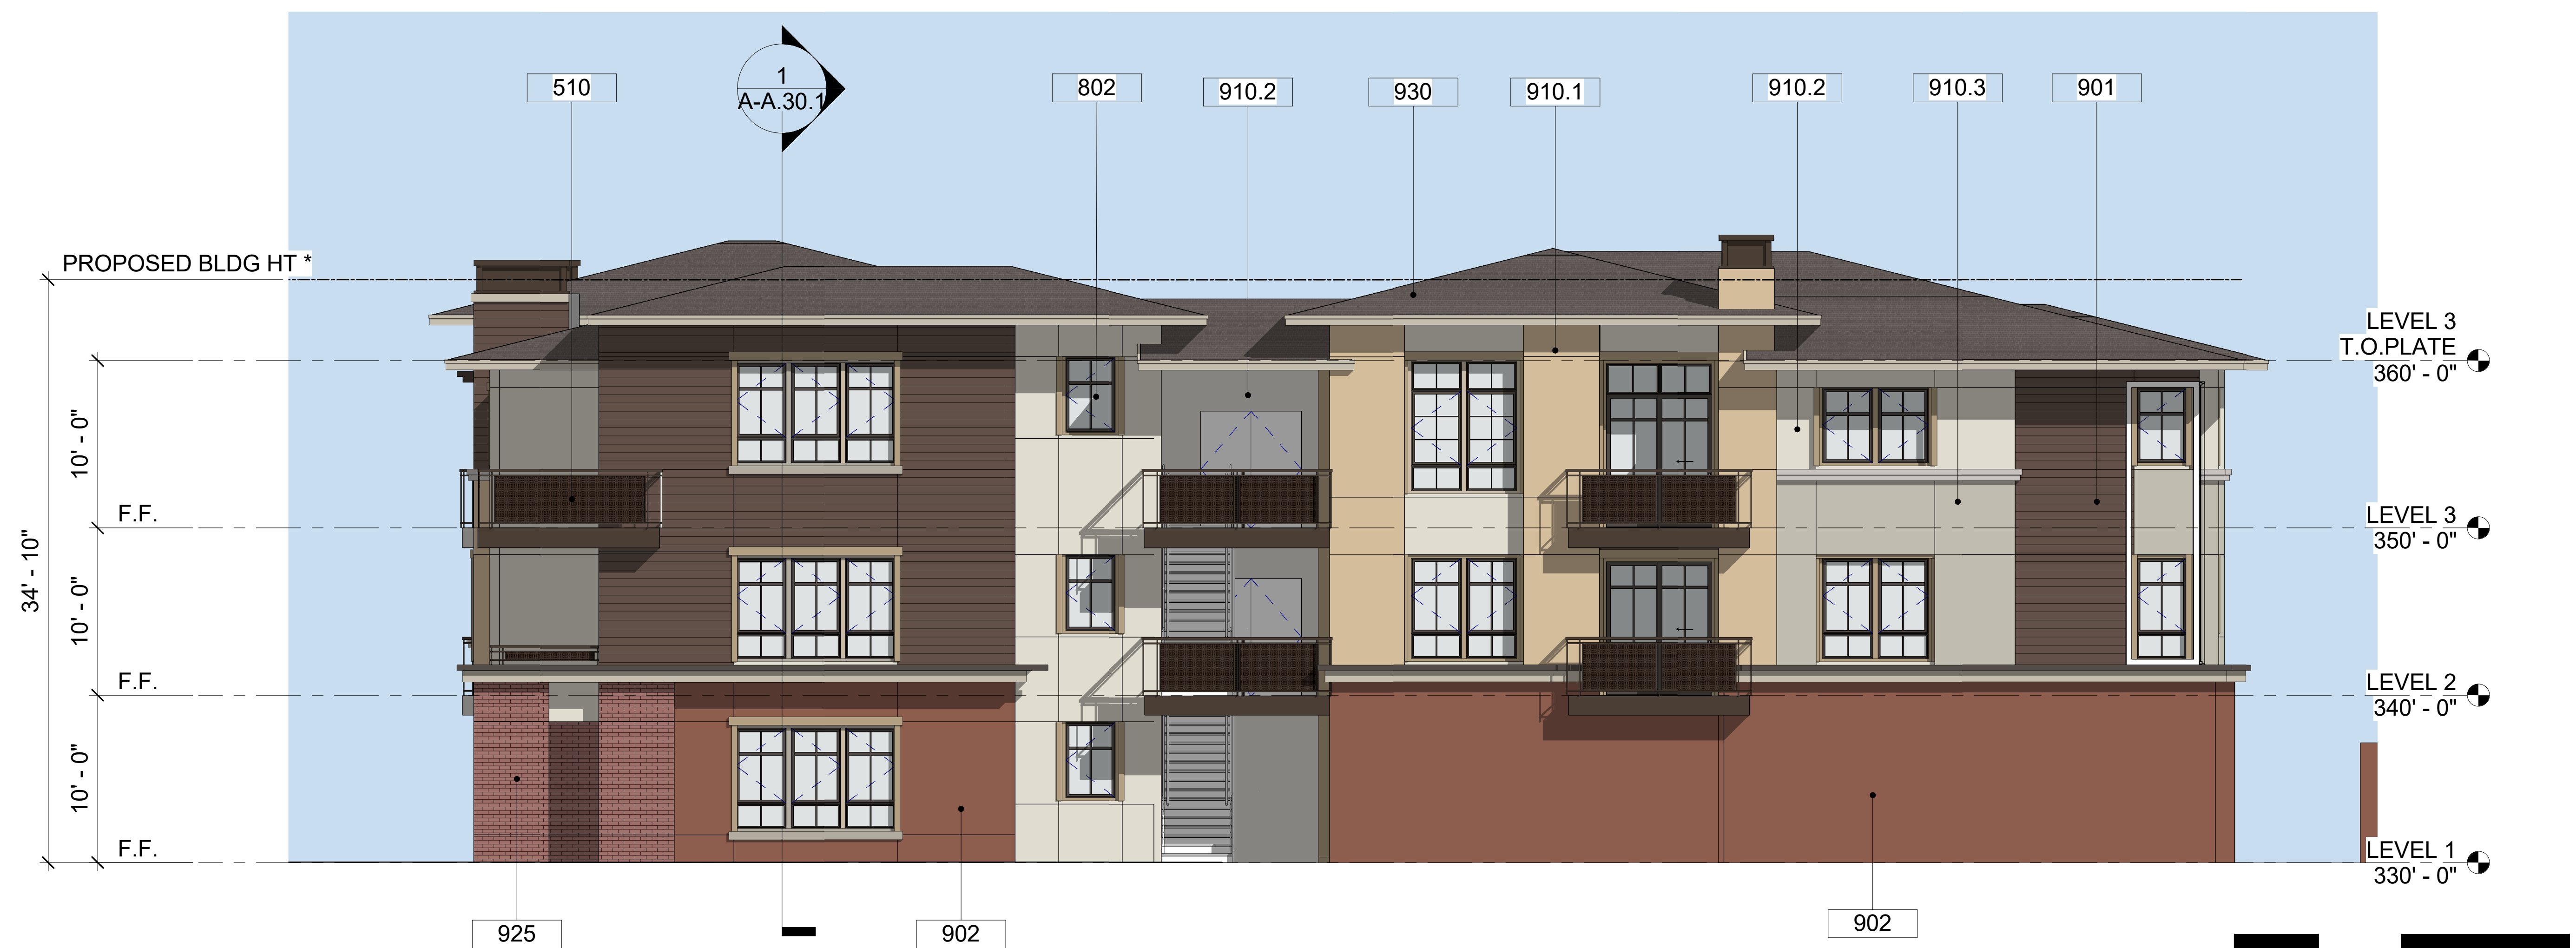 510
1
A-A.30.1
802
910.2
930
910.1
910.2
910.3
901
PROPOSED BLDG HT *
LEVEL 3
T.O.PLATE
360' - 0"
10' - 0"
F.F.
LEVEL 3
350' - 0"
34' - 10"
10' - 0"
F.F.
LEVEL 2
340' - 0"
10' - 0"
F.F.
LEVEL 1
330' - 0"
925
902
902